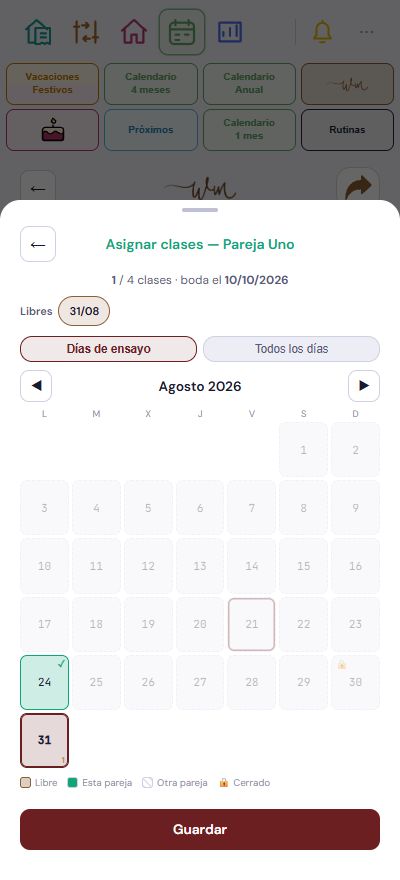 Vacaciones
Festivos
Calendario
4 meses
Calendario
Anual
wm
Próximos
Calendario
1 mes
Rutinas
←
wm
←
Asignar clases — Pareja Uno
1 / 4 clases · boda el 10/10/2026
Libres 31/08
Días de ensayo Todos los días
◀ Agosto 2026 ▶
L M X J V S D
1 2
3 4 5 6 7 8 9
10 11 12 13 14 15 16
17 18 19 20 21 22 23
24 ✓ 25 26 27 28 29 30
31 1
Libre Esta pareja Otra pareja Cerrado
Guardar